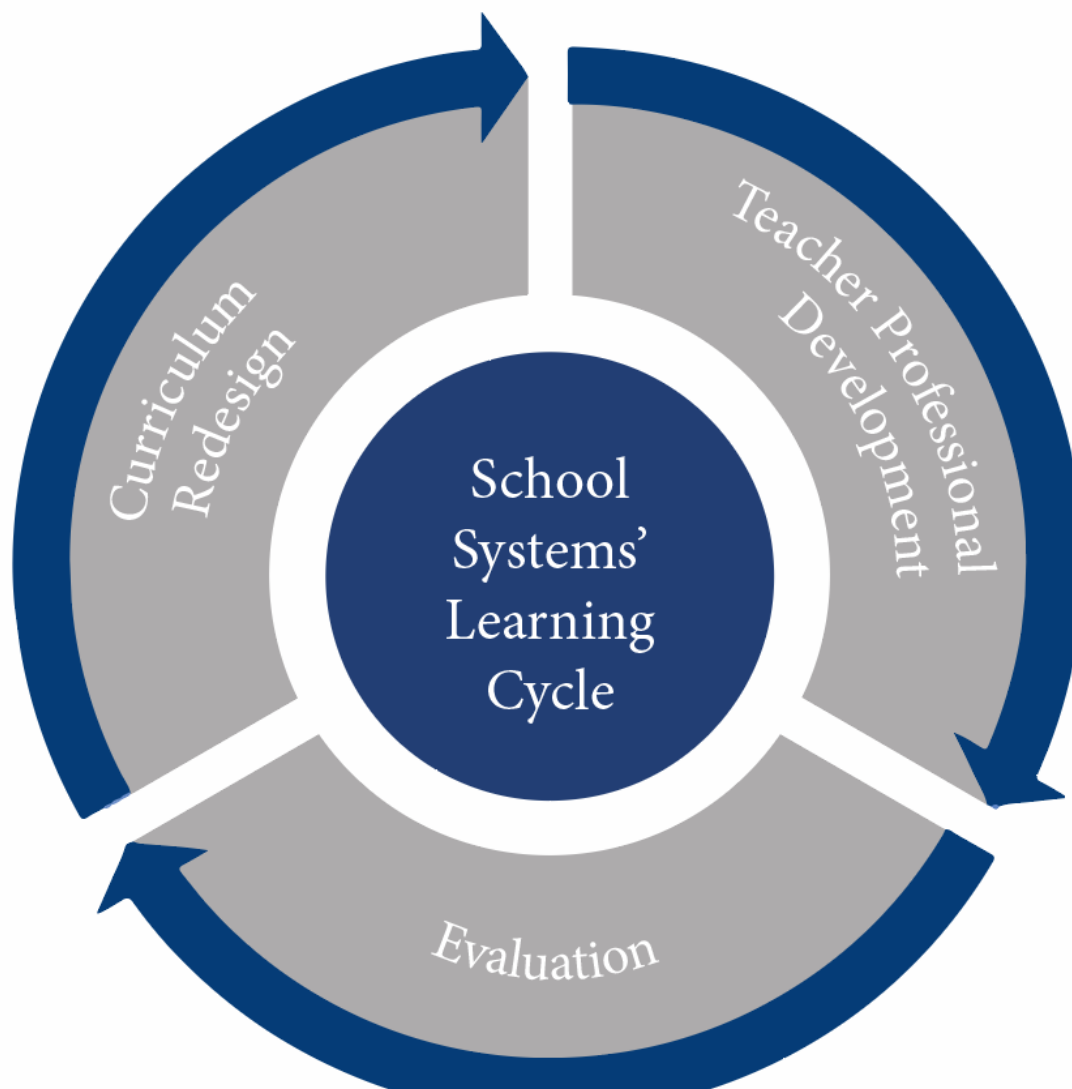 Curriculum
Redesign
Teacher Professional
Development
School
Systems’
Learning
Cycle
Evaluation